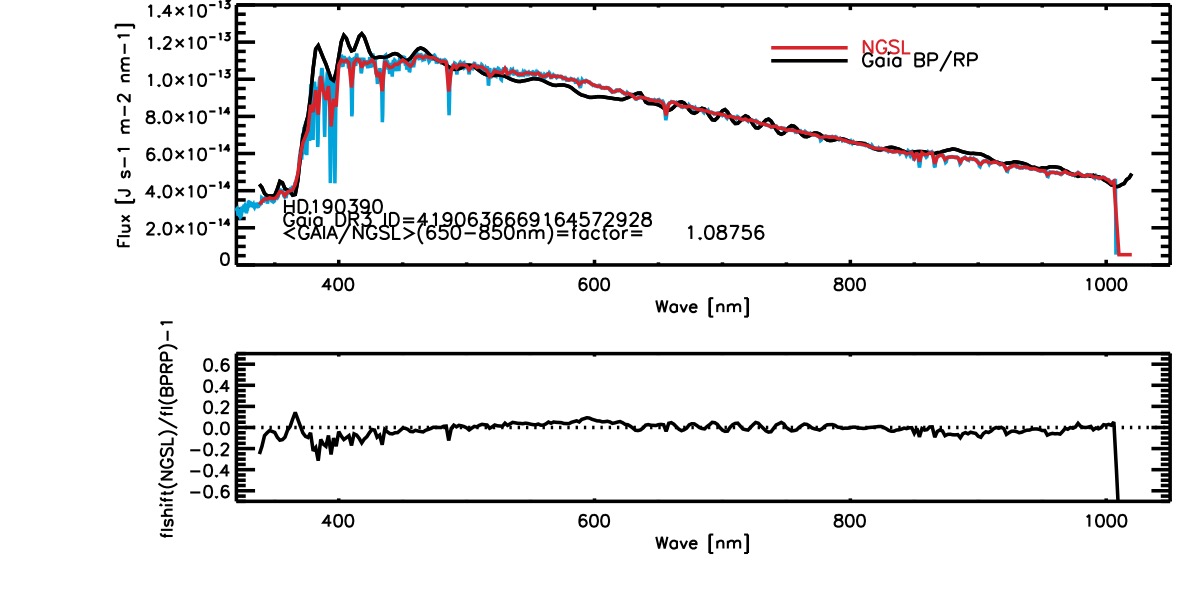 1.4×10−13
1.2×10−13
1.0×10−13
8.0×10−14
6.0×10−14
4.0×10−14
2.0×10−14
0
Flux [J s−1 m−2 nm−1]
NGSL
Gaia BP/RP
HD190390
Gaia DR3 ID=4190636669164572928
<GAIA/NGSL>(650−850nm)=factor= 1.08756
400 600 800 1000
Wave [nm]
0.6
0.4
0.2
0.0
−0.2
−0.4
−0.6
flshift(NGSL)/fl(BPRP)−1
400 600 800 1000
Wave [nm]